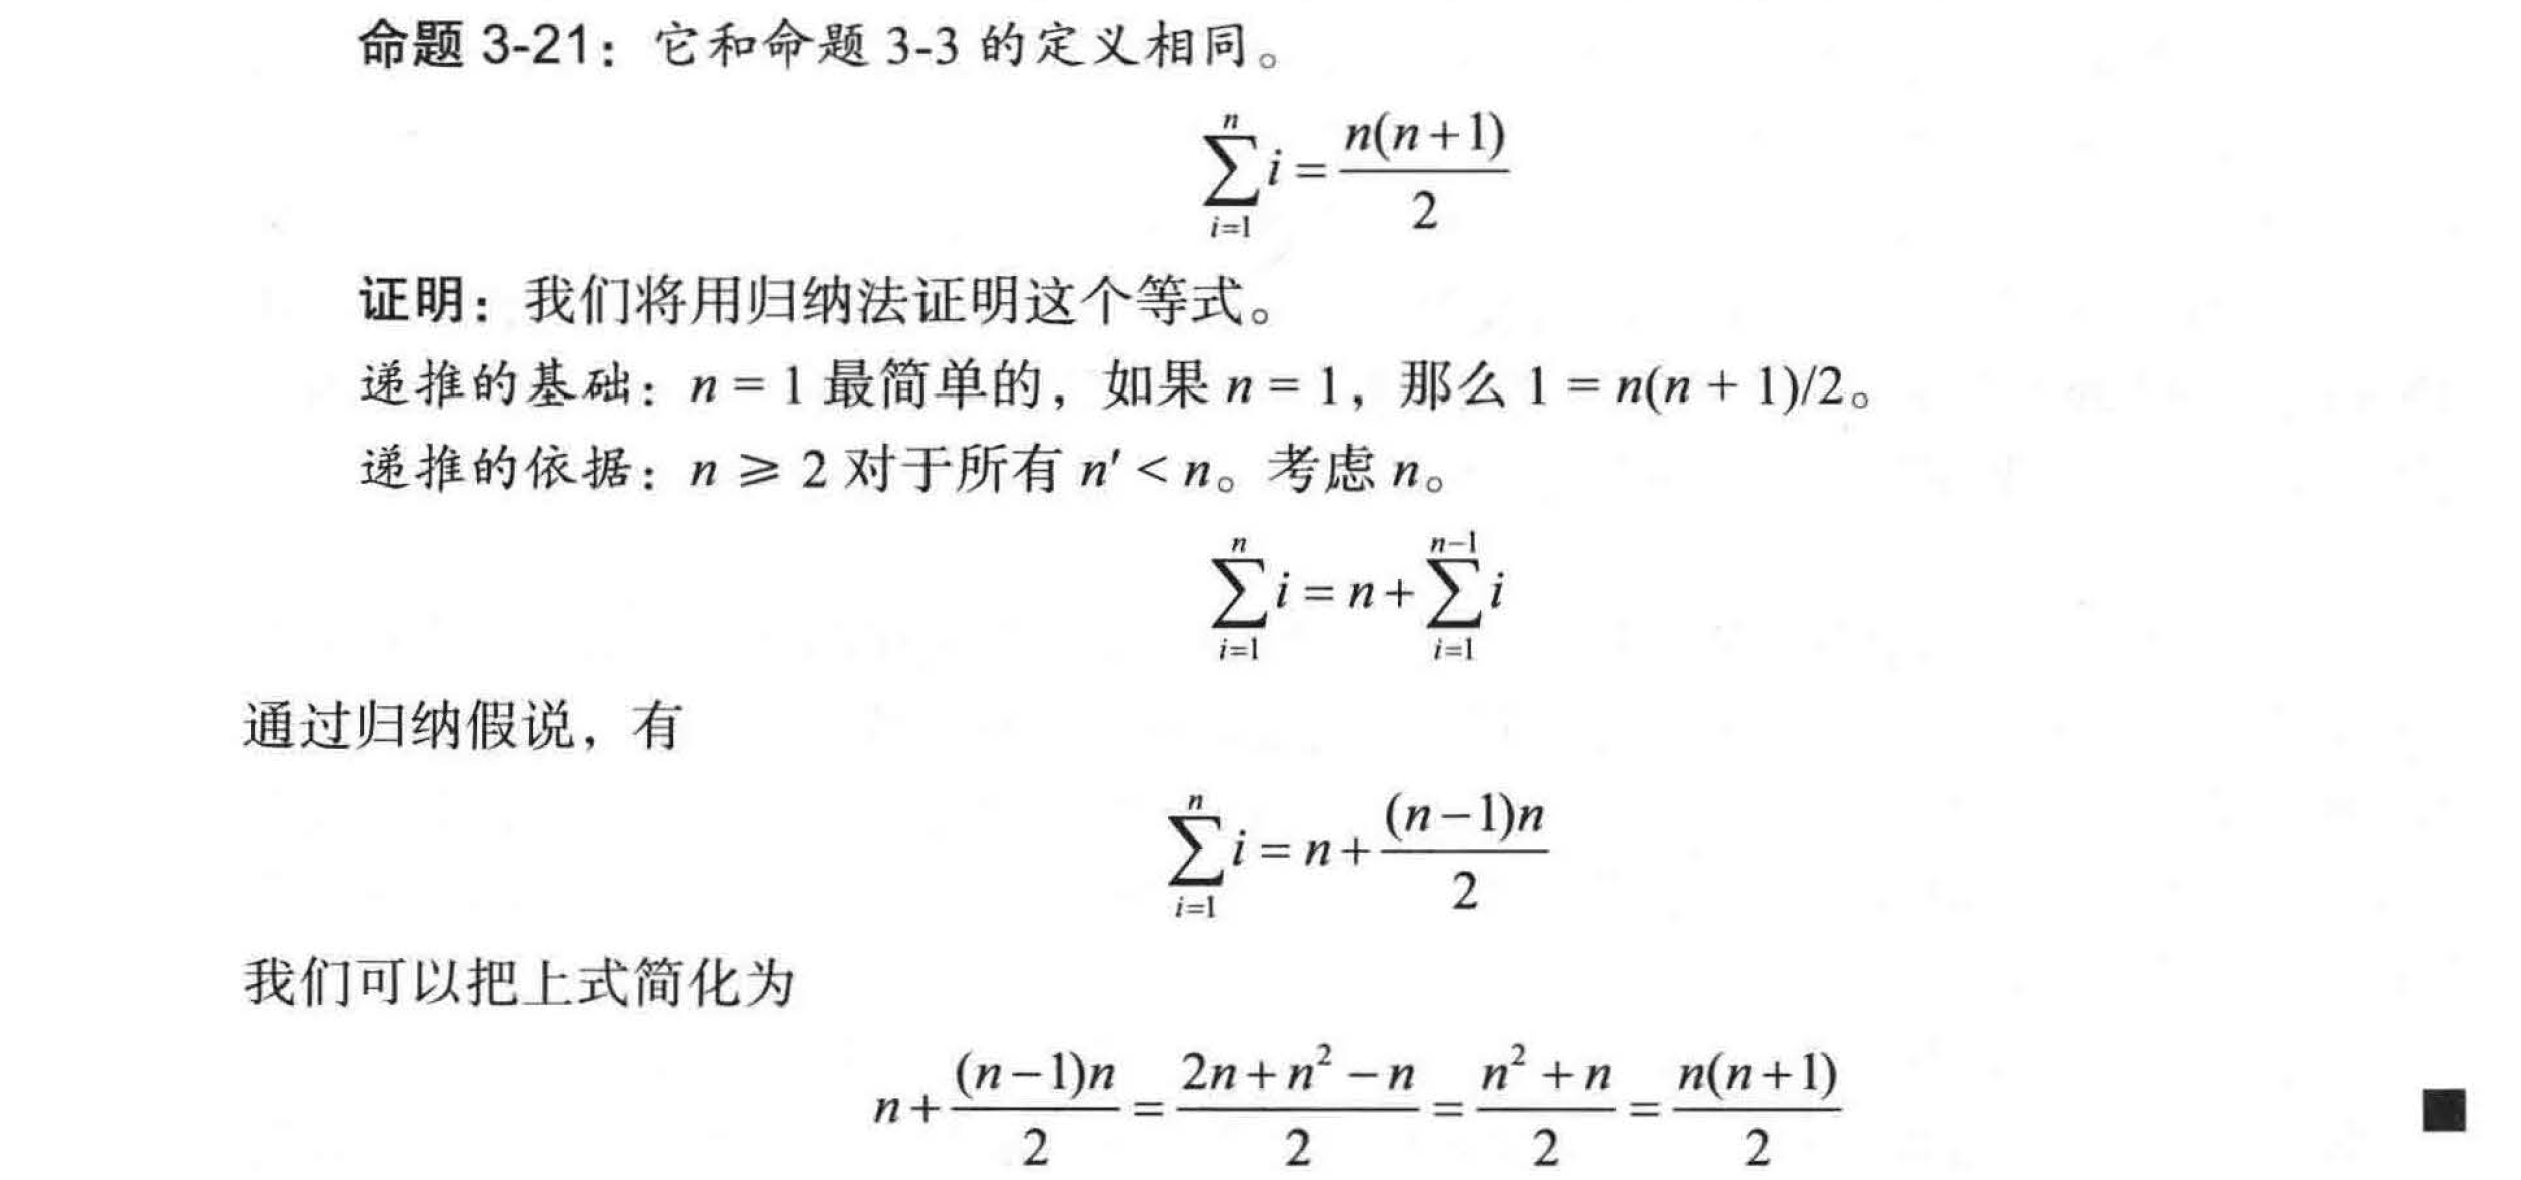 命题 3-21：它和命题 3-3 的定义相同。
$$\sum_{i=1}^{n} i = \frac{n(n+1)}{2}$$
证明：我们将用归纳法证明这个等式。
递推的基础：n = 1 最简单的，如果 n = 1，那么 1 = n(n + 1)/2。
递推的依据：n ⩾ 2 对于所有 n′ < n。考虑 n。
$$\sum_{i=1}^{n} i = n + \sum_{i=1}^{n-1} i$$
通过归纳假说，有
$$\sum_{i=1}^{n} i = n + \frac{(n-1)n}{2}$$
我们可以把上式简化为
$$n + \frac{(n-1)n}{2} = \frac{2n+n^2-n}{2} = \frac{n^2+n}{2} = \frac{n(n+1)}{2}$$ ■